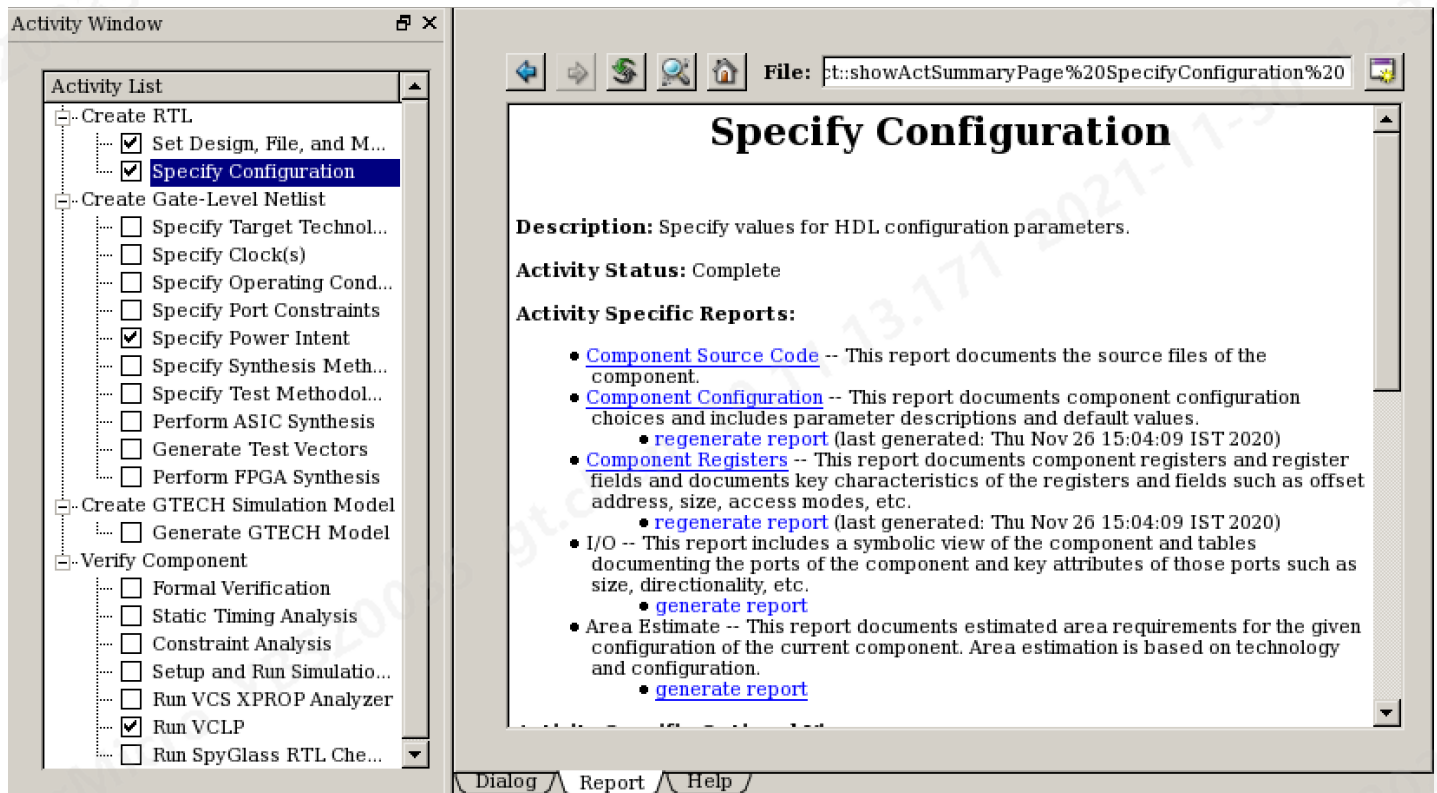 Activity Window
Activity List
Create RTL
Set Design, File, and M...
Specify Configuration
Create Gate-Level Netlist
Specify Target Technol...
Specify Clock(s)
Specify Operating Cond...
Specify Port Constraints
Specify Power Intent
Specify Synthesis Meth...
Specify Test Methodol...
Perform ASIC Synthesis
Generate Test Vectors
Perform FPGA Synthesis
Create GTECH Simulation Model
Generate GTECH Model
Verify Component
Formal Verification
Static Timing Analysis
Constraint Analysis
Setup and Run Simulatio...
Run VCS XPROP Analyzer
Run VCLP
Run SpyGlass RTL Che...
File: ct::showActSummaryPage%20SpecifyConfiguration%20
Specify Configuration
Description: Specify values for HDL configuration parameters.
Activity Status: Complete
Activity Specific Reports:
Component Source Code -- This report documents the source files of the
component.
Component Configuration -- This report documents component configuration
choices and includes parameter descriptions and default values.
regenerate report (last generated: Thu Nov 26 15:04:09 IST 2020)
Component Registers -- This report documents component registers and register
fields and documents key characteristics of the registers and fields such as offset
address, size, access modes, etc.
regenerate report (last generated: Thu Nov 26 15:04:09 IST 2020)
I/O -- This report includes a symbolic view of the component and tables
documenting the ports of the component and key attributes of those ports such as
size, directionality, etc.
generate report
Area Estimate -- This report documents estimated area requirements for the given
configuration of the current component. Area estimation is based on technology
and configuration.
generate report
Dialog
Report
Help